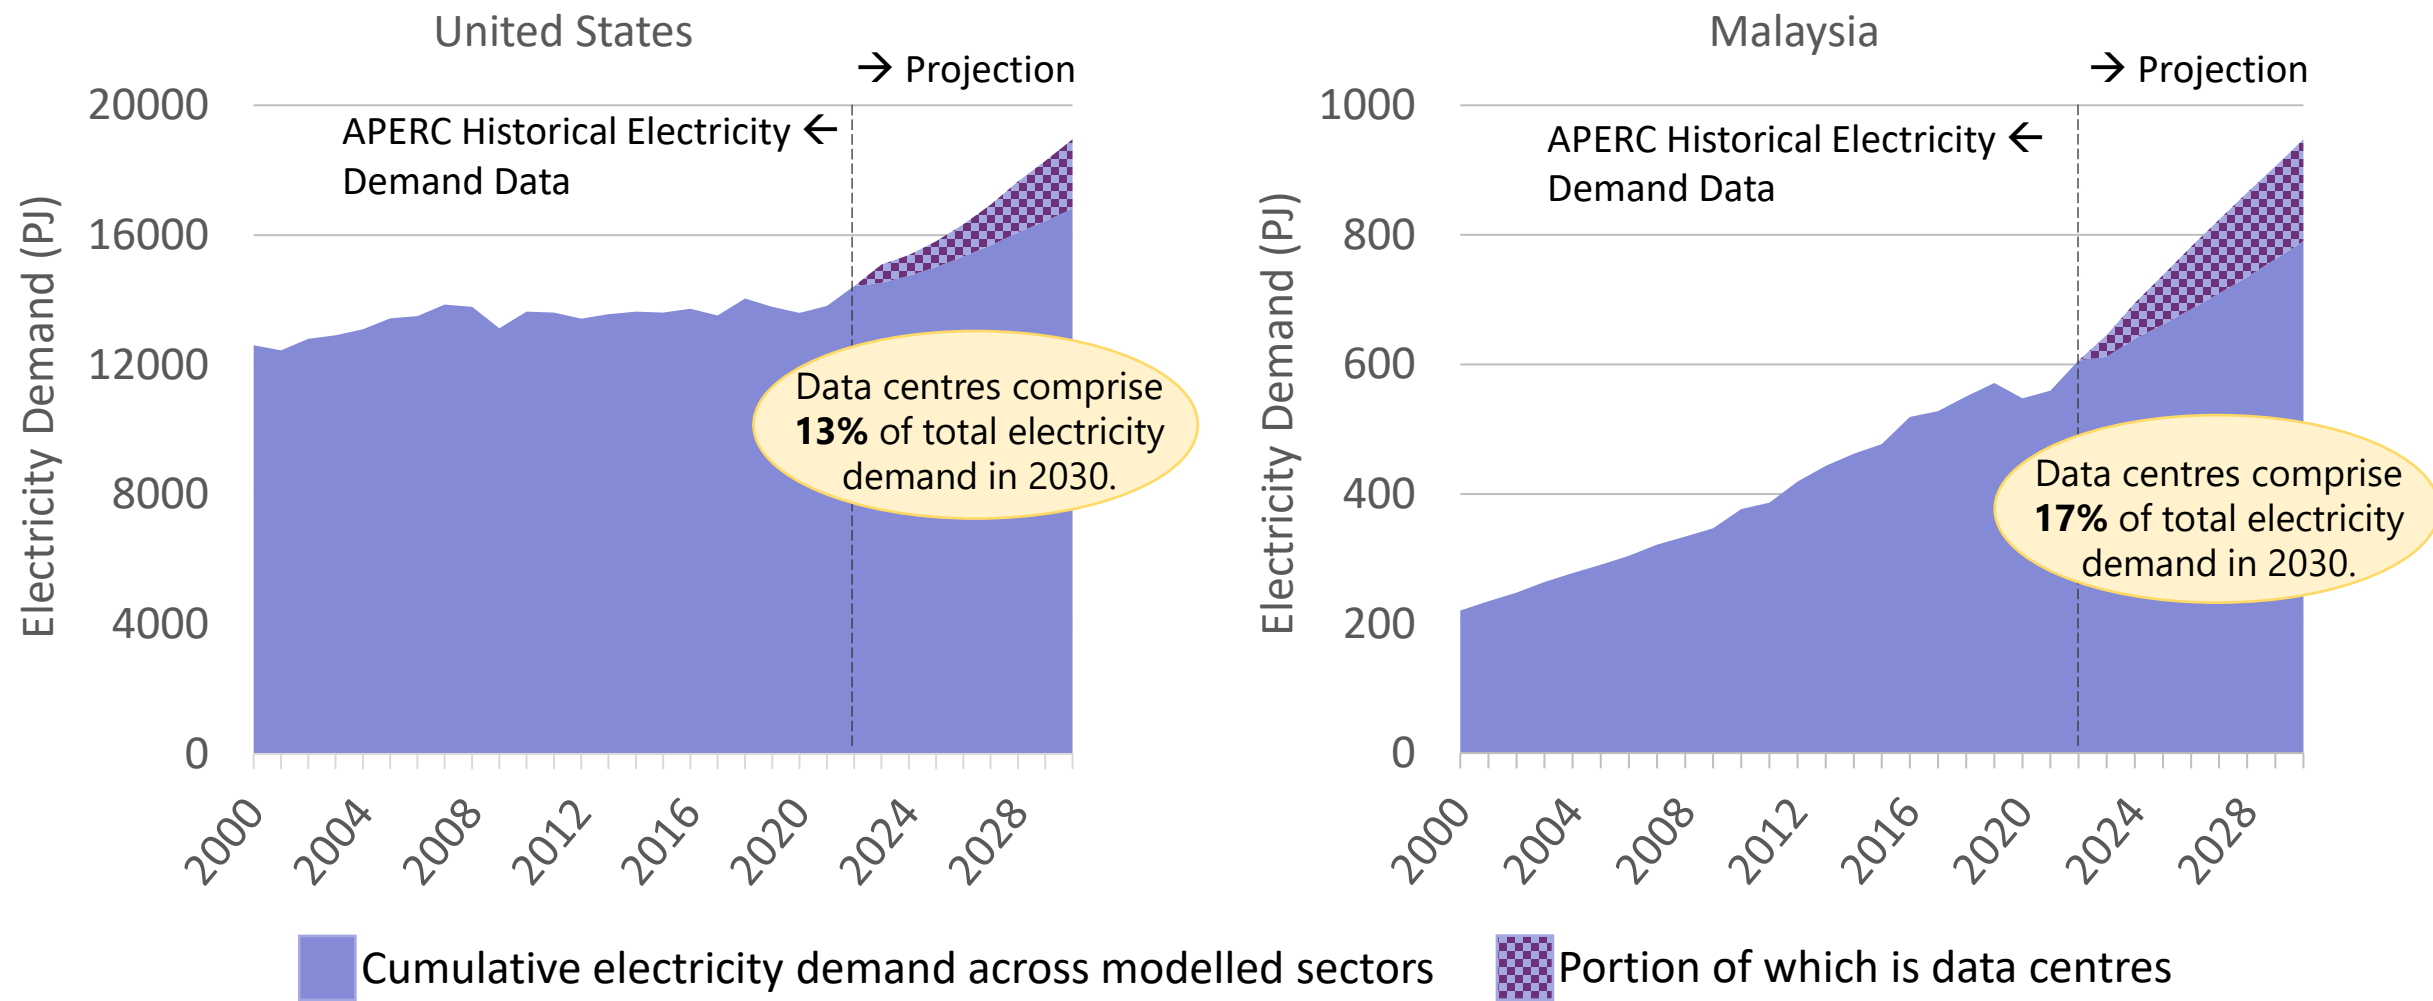 United States
→ Projection
APERC Historical Electricity ←
Demand Data
Electricity Demand (PJ)
20000
16000
12000
8000
4000
0
Data centres comprise
13% of total electricity
demand in 2030.
2000
2004
2008
2012
2016
2020
2024
2028
Malaysia
→ Projection
APERC Historical Electricity ←
Demand Data
Electricity Demand (PJ)
1000
800
600
400
200
0
Data centres comprise
17% of total electricity
demand in 2030.
2000
2004
2008
2012
2016
2020
2024
2028
Cumulative electricity demand across modelled sectors
Portion of which is data centres